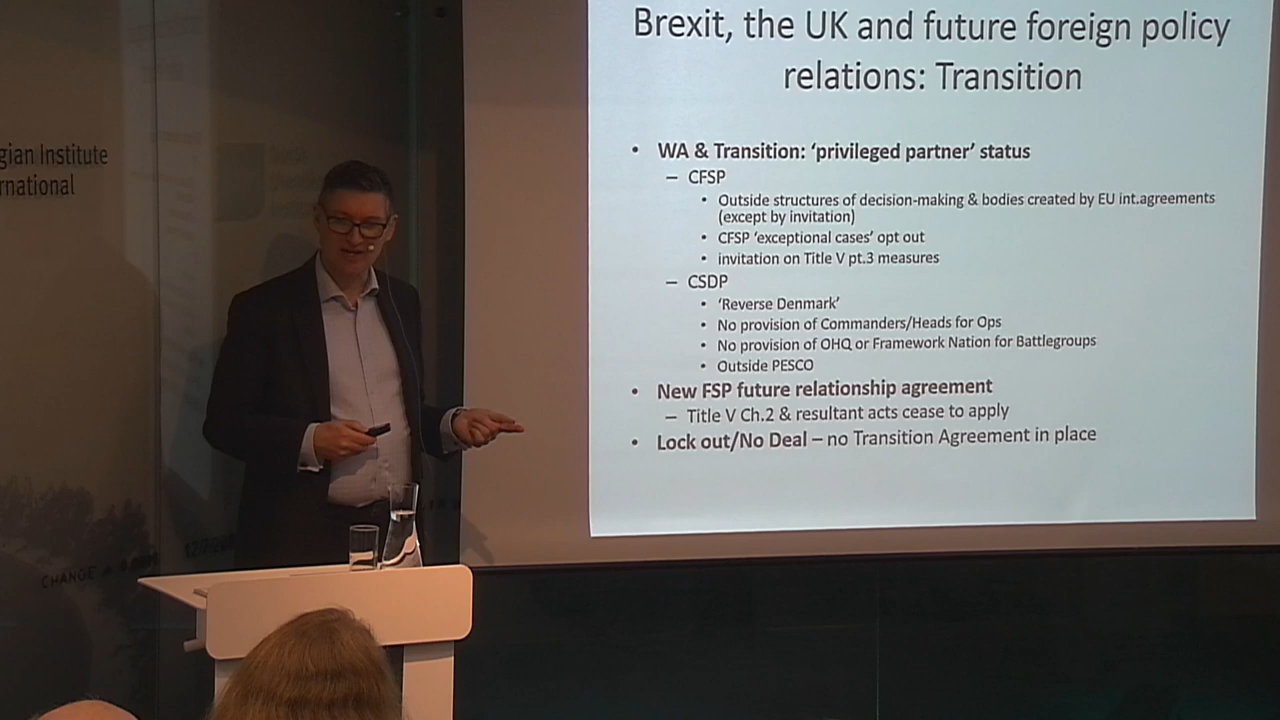 Brexit, the UK and future foreign policy
relations: Transition
• WA & Transition: ‘privileged partner’ status
– CFSP
• Outside structures of decision-making & bodies created by EU int.agreements
(except by invitation)
• CFSP ‘exceptional cases’ opt out
• invitation on Title V pt.3 measures
– CSDP
• ‘Reverse Denmark’
• No provision of Commanders/Heads for Ops
• No provision of OHQ or Framework Nation for Battlegroups
• Outside PESCO
• New FSP future relationship agreement
– Title V Ch.2 & resultant acts cease to apply
• Lock out/No Deal – no Transition Agreement in place
gian Institute
rnational
CHANGE